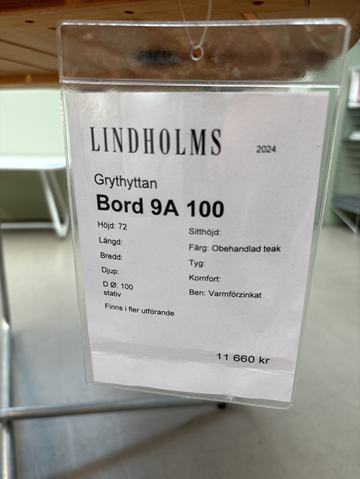 LINDHOLMS 2024
Grythyttan
Bord 9A 100
Höjd: 72 Sitthöjd:
Längd: Färg: Obehandlad teak
Bredd: Tyg:
Djup: Komfort:
D Ø: 100 Ben: Varmförzinkat
stativ
Finns i fler utförande
11 660 kr